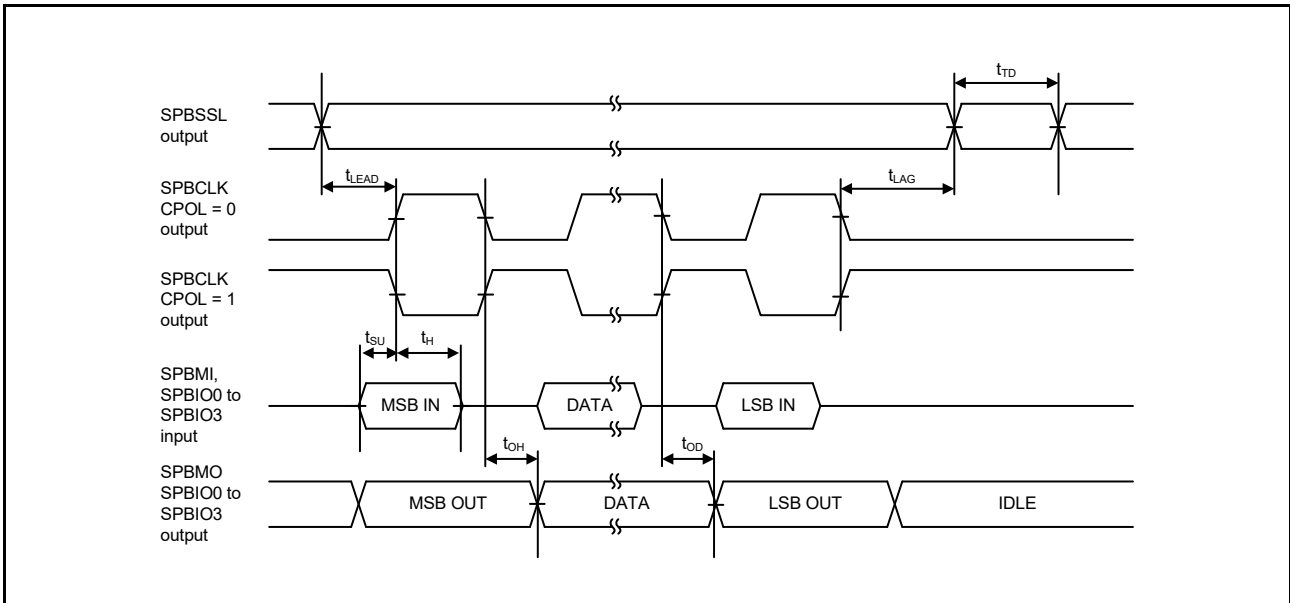 tTD
SPBSSL
output
tLEAD
tLAG
SPBCLK
CPOL = 0
output
SPBCLK
CPOL = 1
output
tSU
tH
SPBMI,
SPBIO0 to
SPBIO3
input
MSB IN
DATA
LSB IN
tOH
tOD
SPBMO
SPBIO0 to
SPBIO3
output
MSB OUT
DATA
LSB OUT
IDLE